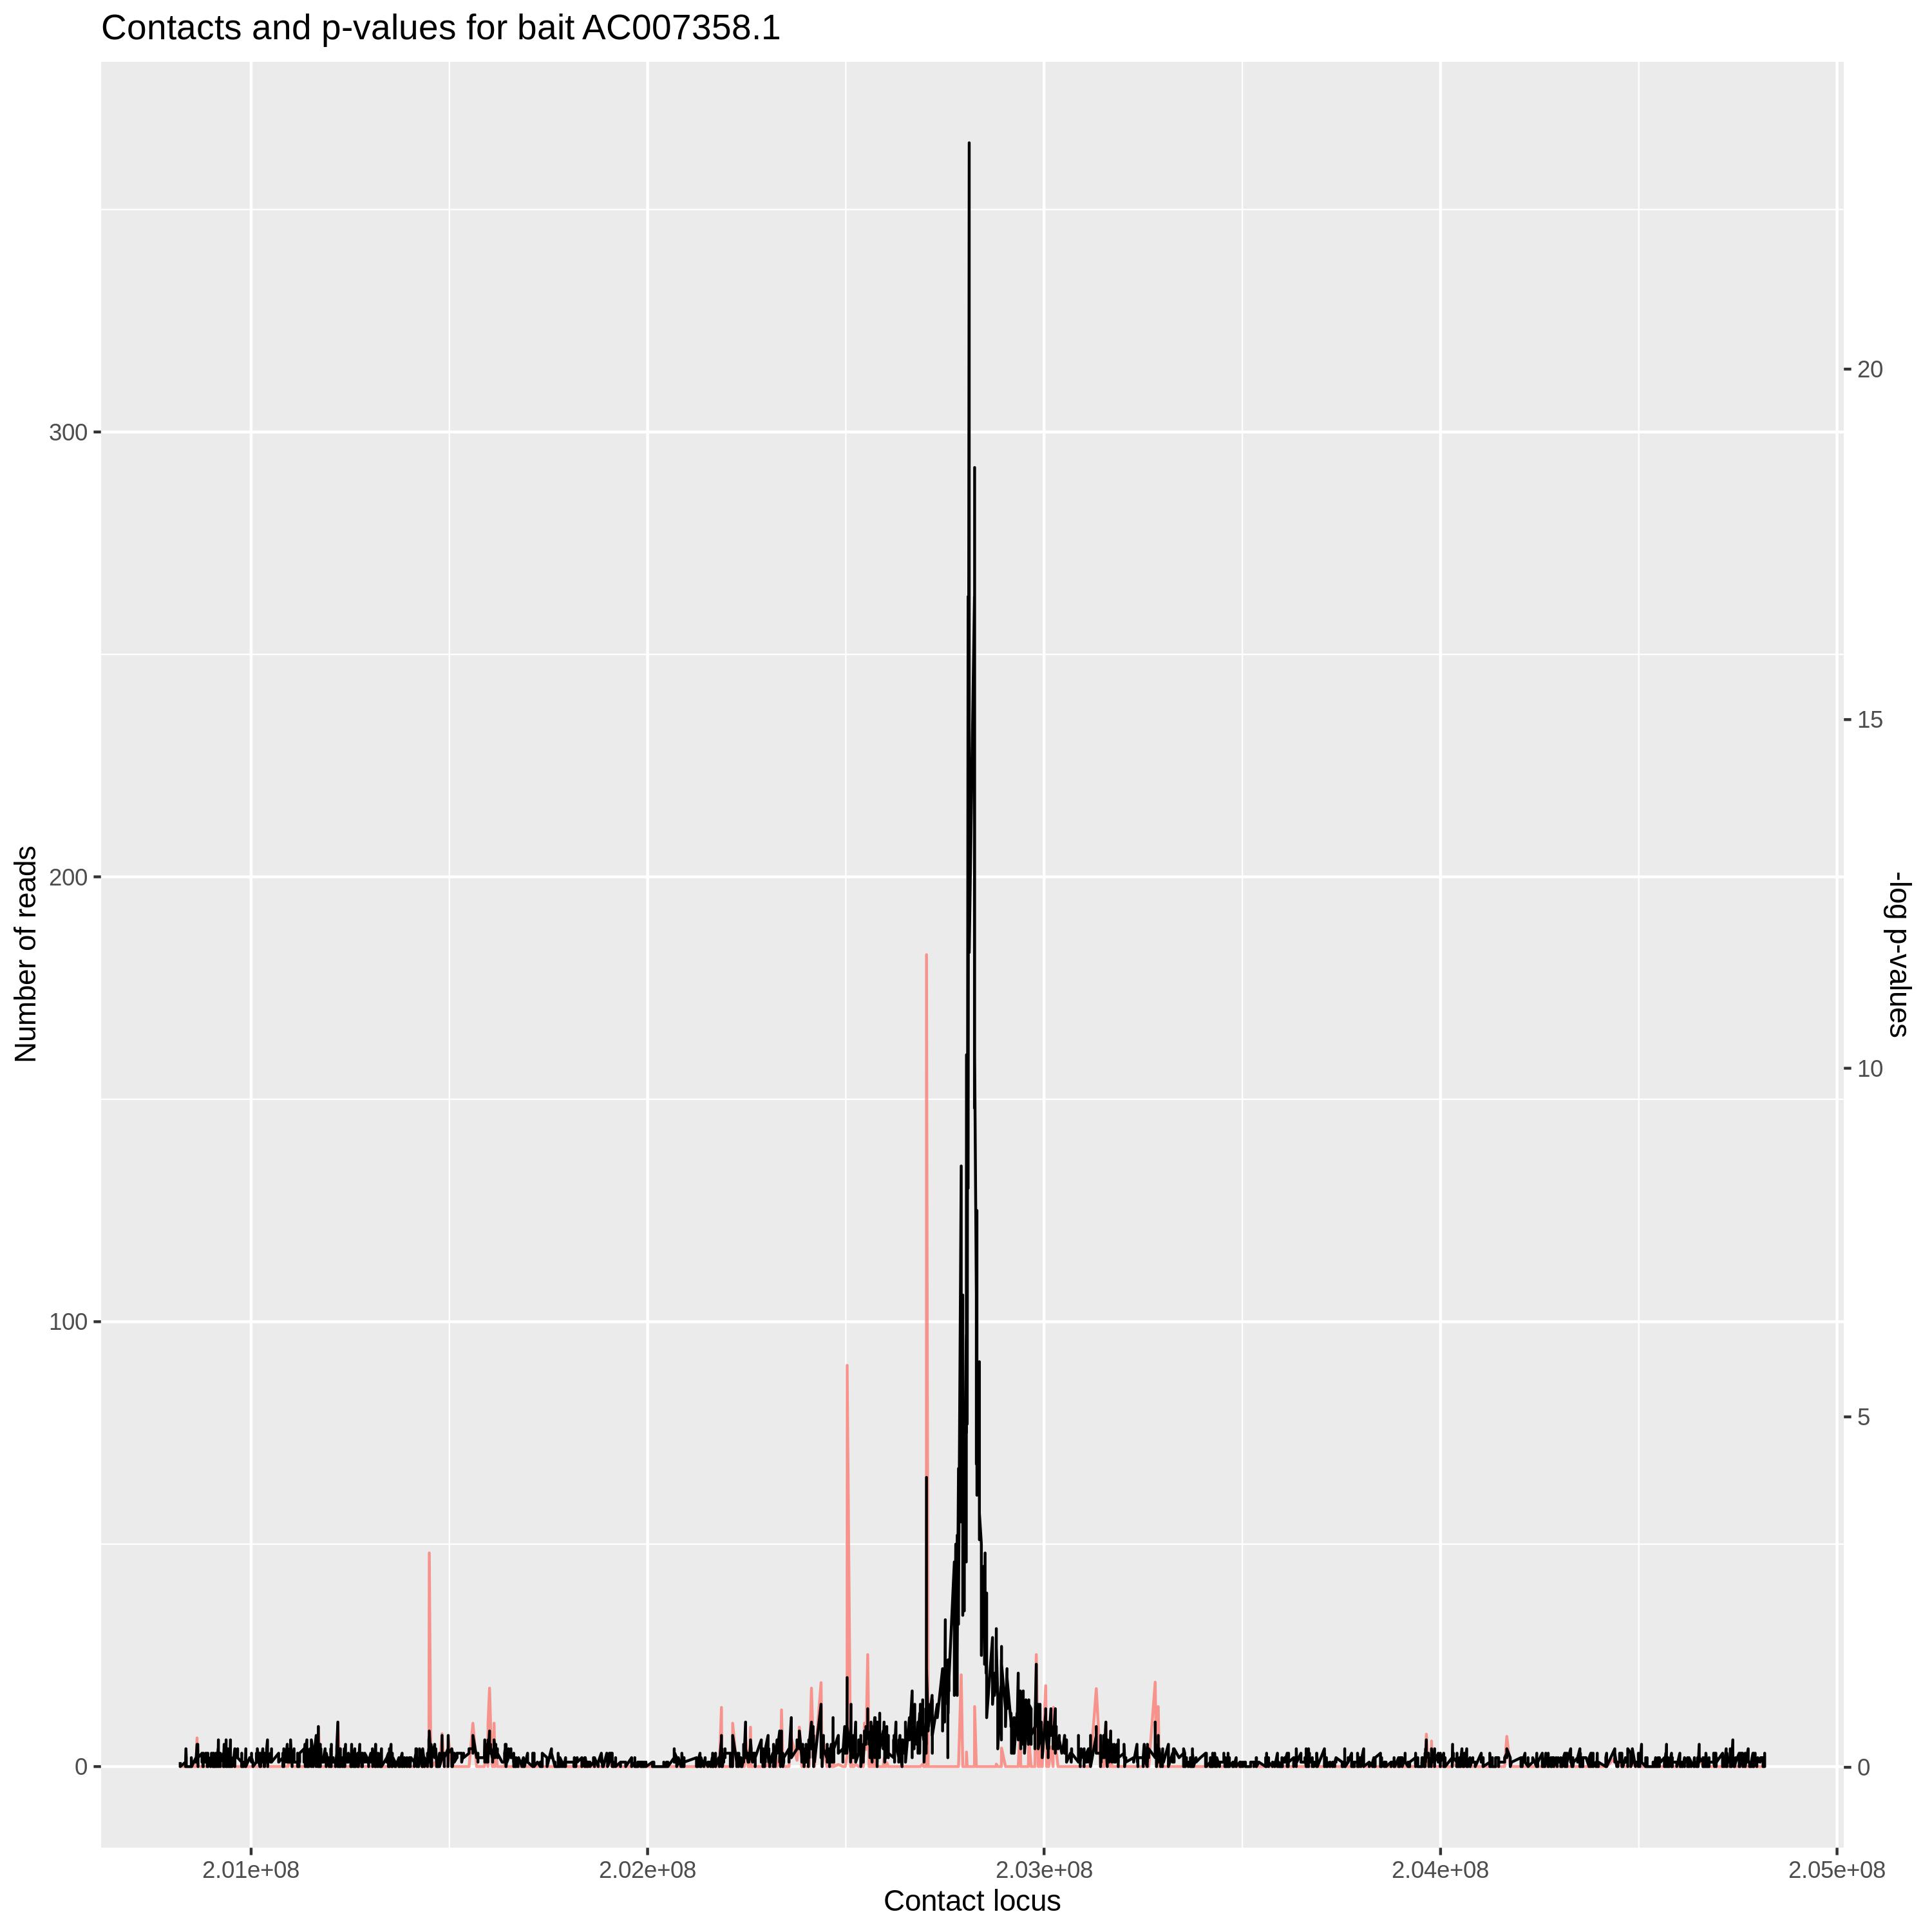 Contacts and p-values for bait AC007358.1
Number of reads
300
200
100
0
20
15
10
5
0
-log p-values
2.01e+08
2.02e+08
2.03e+08
2.04e+08
2.05e+08
Contact locus